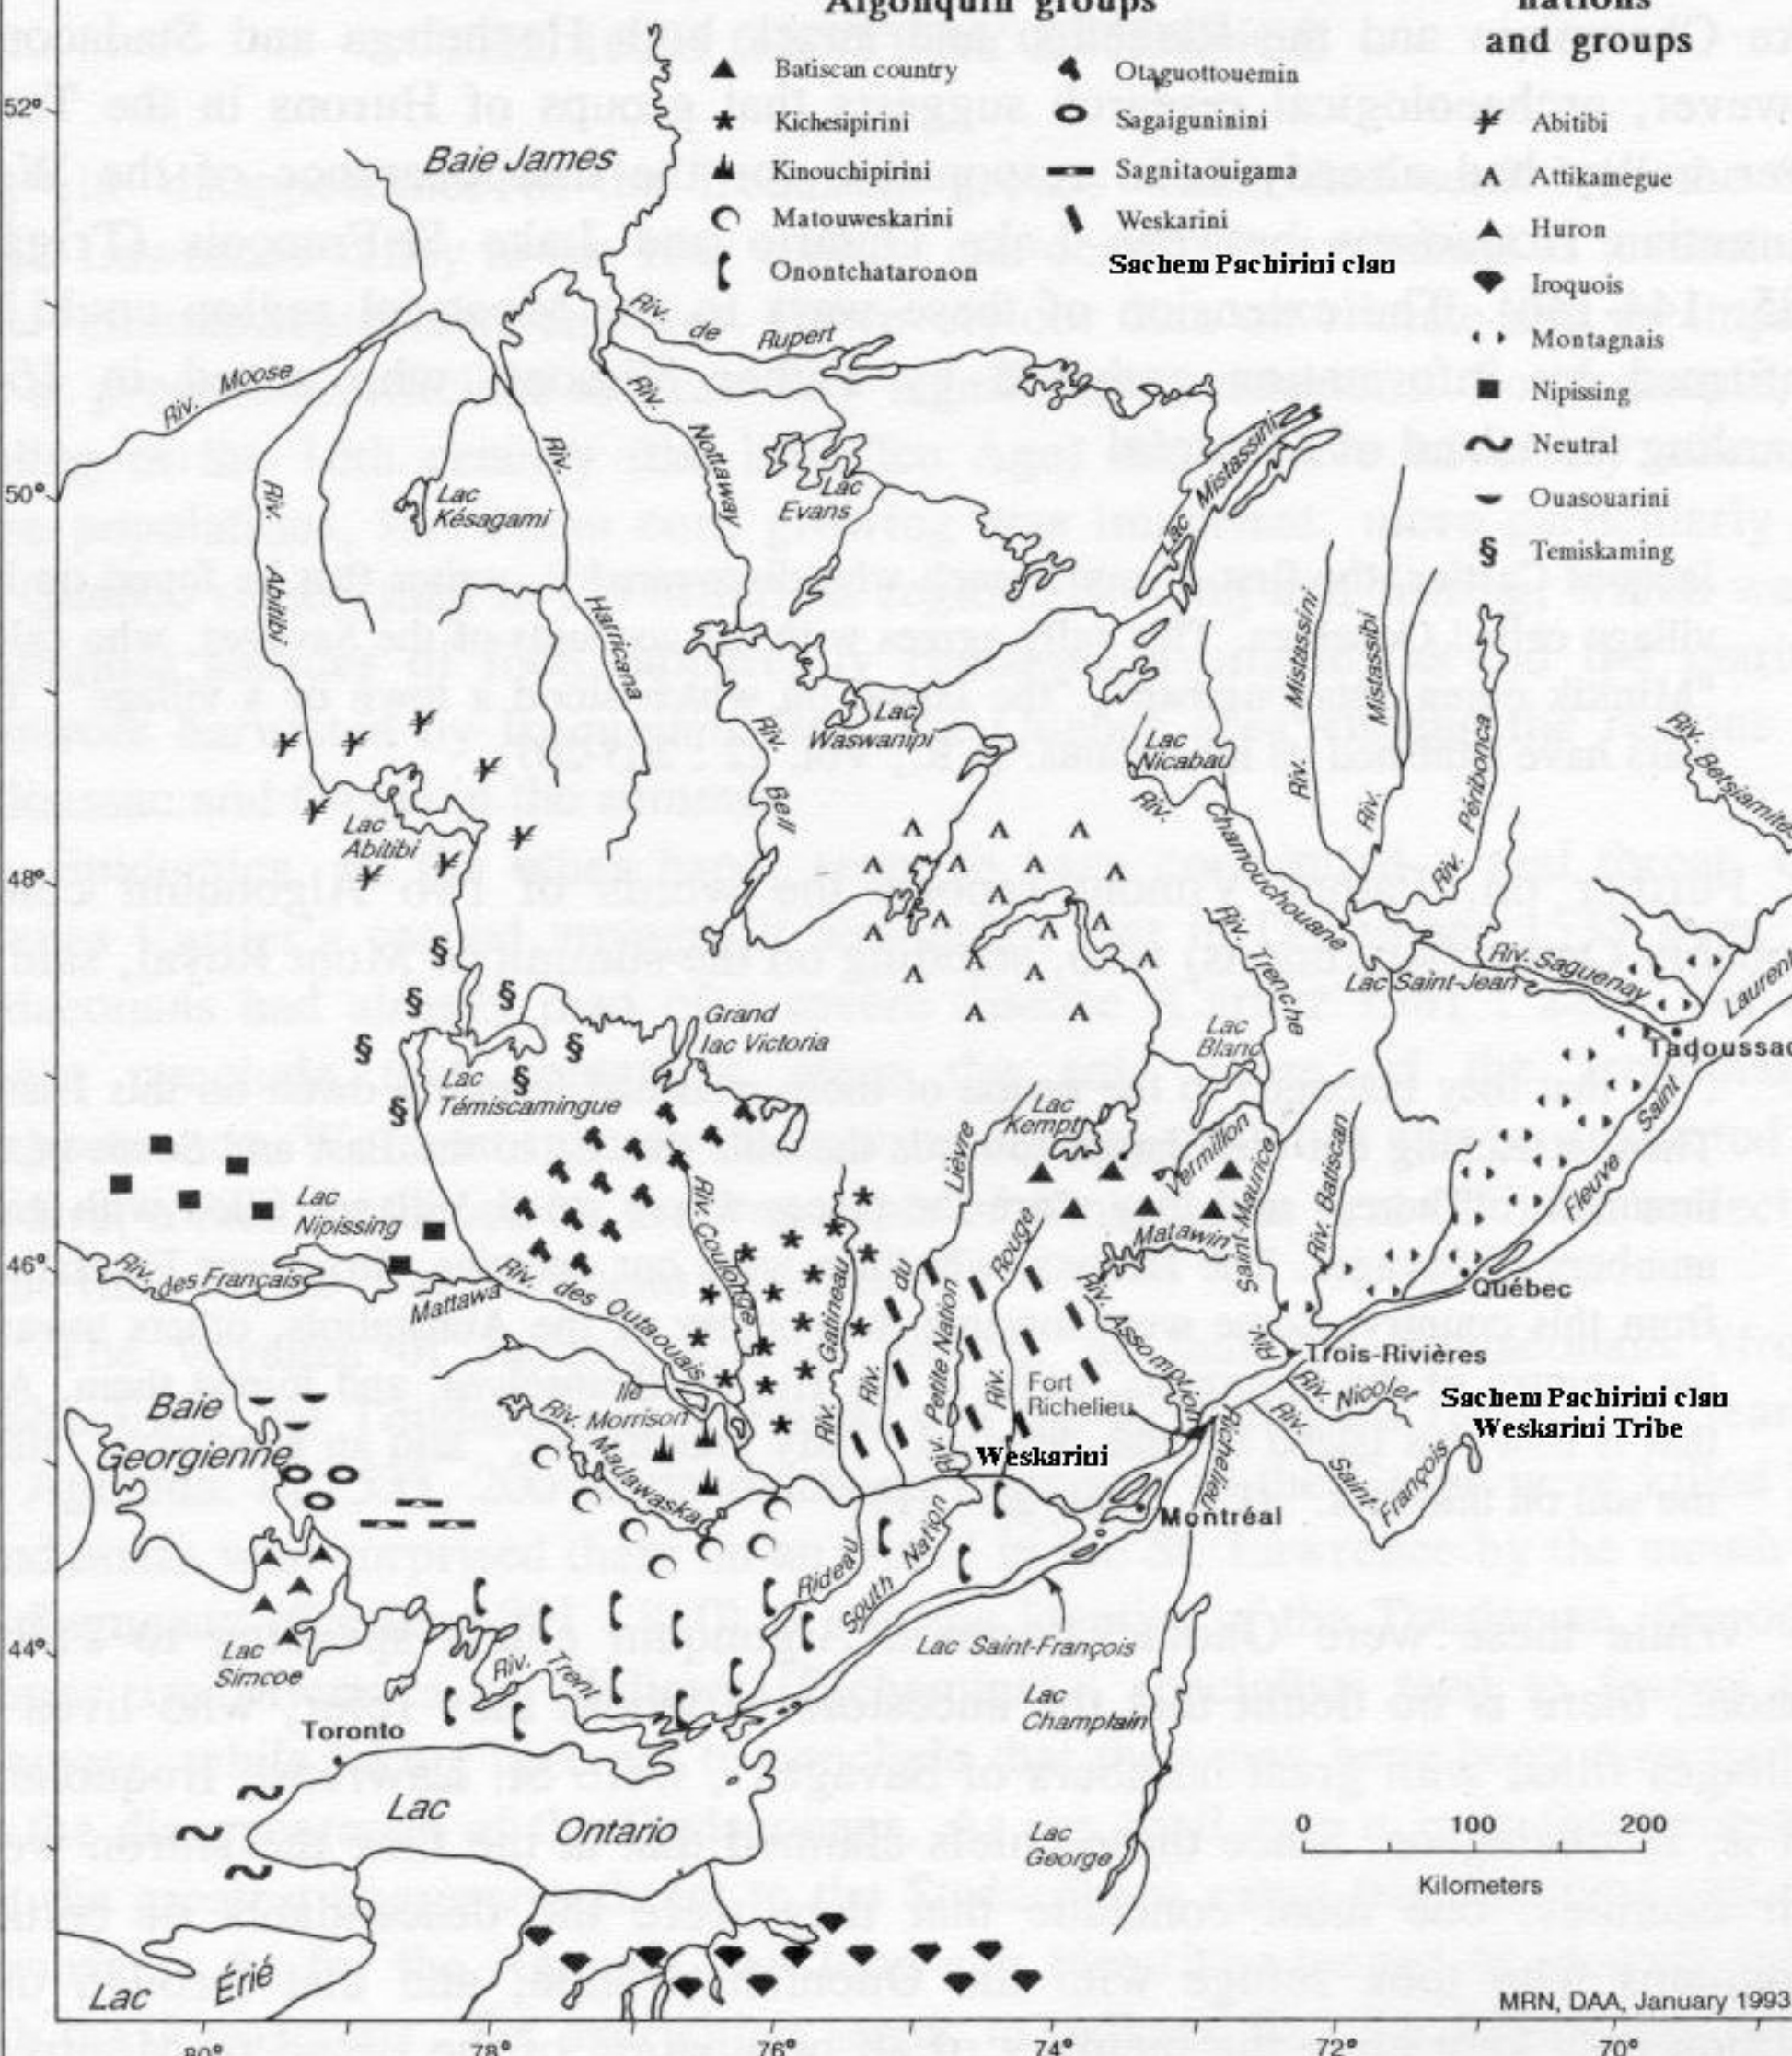 Algonquin groups
Batiscan country
Kichesipirini
Kinouchipirini
Matouweskarini
Onontchataronon
Otaguottouemin
Sagaiguninini
Sagnitaouigama
Weskarini
Sachem Pachirini clan
nations
and groups
Abitibi
Attikamegue
Huron
Iroquois
Montagnais
Nipissing
Neutral
Ouasouarini
Temiskaming
52°
50°
48°
46°
44°
Baie James
Riv. de Rupert
Riv. Moose
Riv. Nottaway
Riv. Harricana
Riv. Abitibi
Lac
Késagami
Lac
Evans
Lac Mistassini
Riv. Mistassini
Riv. Mistassibi
Riv. Péribonca
Riv. Betsiamites
Lac
Waswanipi
Riv. Bell
Lac
Nicabau
Riv. Chamouchouane
Lac
Abitibi
Riv. Trenche
Lac Saint-Jean
Riv. Saguenay
Tadoussac
Fleuve Saint Laurent
Grand
lac Victoria
Lac
Blanc
Lac
Témiscamingue
Lac
Kempt
Vermillon
Matawin
Riv. Saint-Maurice
Riv. Batiscan
Lac
Nipissing
Riv. des Français
Mattawa
Riv. des Outaouais
Riv. Coulonge
Riv. Gatineau
Riv. du Lièvre
Riv. Petite Nation
Riv. Rouge
Riv. Assomption
Québec
Trois-Rivières
Riv. Nicolet
Riv. Saint-François
Sachem Pachirini clan
Weskarini Tribe
Fort
Richelieu
Richelieu
Weskarini
Montréal
Baie
Georgienne
Ile
Morrison
Riv. Madawaska
Rideau
South Nation
Lac Saint-François
Lac
Simcoe
Riv. Trent
Toronto
Lac
Champlain
Lac
George
Lac Ontario
Lac Érié
0 100 200
Kilometers
MRN, DAA, January 1993
80° 78° 76° 74° 72° 70°